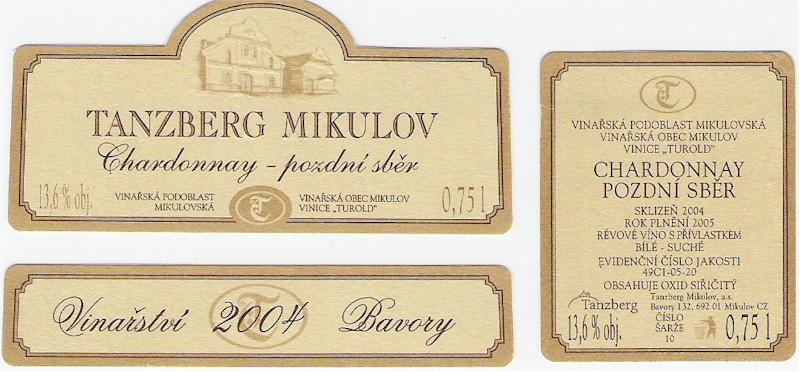 TANZBERG MIKULOV
Chardonnay - pozdní sběr
13,6 % obj.
VINAŘSKÁ PODOBLAST
MIKULOVSKÁ
T
VINAŘSKÁ OBEC MIKULOV
VINICE „TUROLD"
0,75 l
Vinařství 2004 Bavory
T
T
VINAŘSKÁ PODOBLAST MIKULOVSKÁ
VINAŘSKÁ OBEC MIKULOV
VINICE „TUROLD"
CHARDONNAY
POZDNÍ SBĚR
SKLIZEŇ 2004
ROK PLNĚNÍ 2005
RÉVOVÉ VÍNO S PŘÍVLASTKEM
BÍLÉ - SUCHÉ
EVIDENČNÍ ČÍSLO JAKOSTI
49C1-05-20
OBSAHUJE OXID SIŘIČITÝ
Tanzberg
Tanzberg Mikulov, a.s.
Bavory 132, 692 01 Mikulov CZ
13,6 % obj.
ČÍSLO
ŠARŽE
10
0,75 l